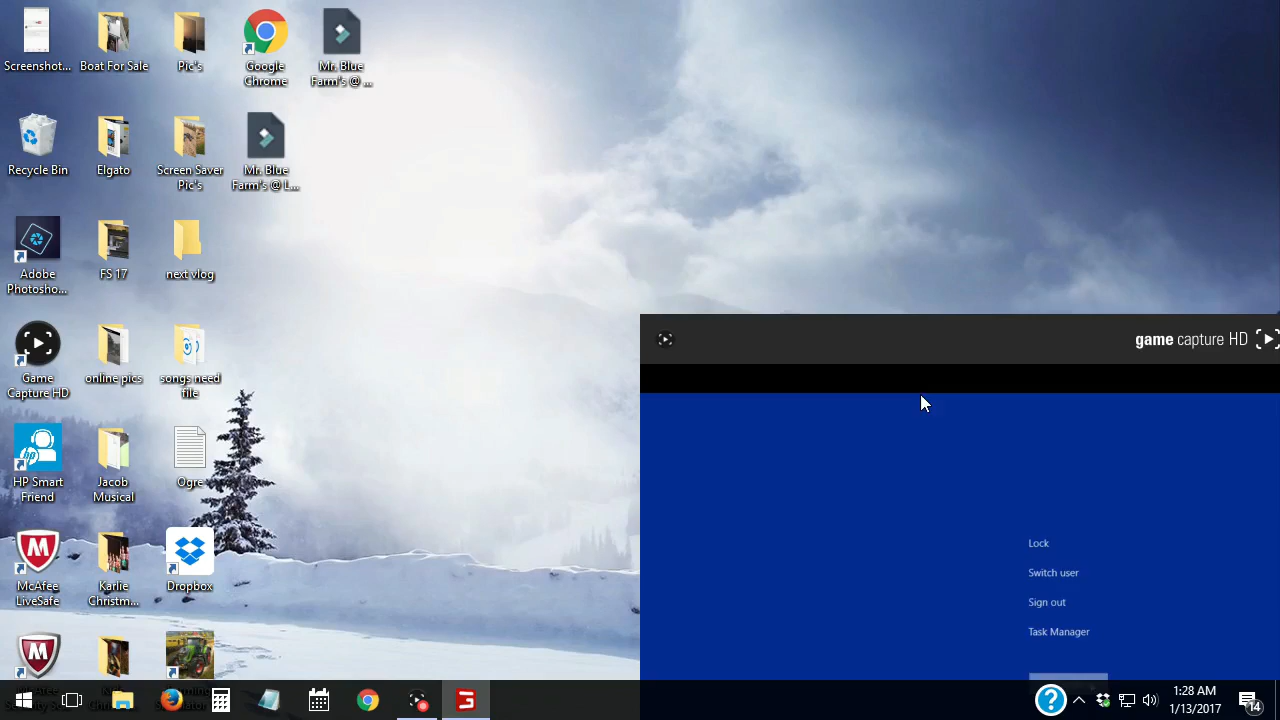 Screenshot...
Boat For Sale
Pic's
Google
Chrome
Mr. Blue
Farm's @ ...
Recycle Bin
Elgato
Screen Saver
Pic's
Mr. Blue
Farm's @ L...
Adobe
Photosho...
FS 17
next vlog
Game
Capture HD
online pics
songs need
file
HP Smart
Friend
Jacob
Musical
Ogre
McAfee
LiveSafe
Karlie
Christm...
Dropbox
game capture HD
Lock
Switch user
Sign out
Task Manager
1:28 AM
1/13/2017
14